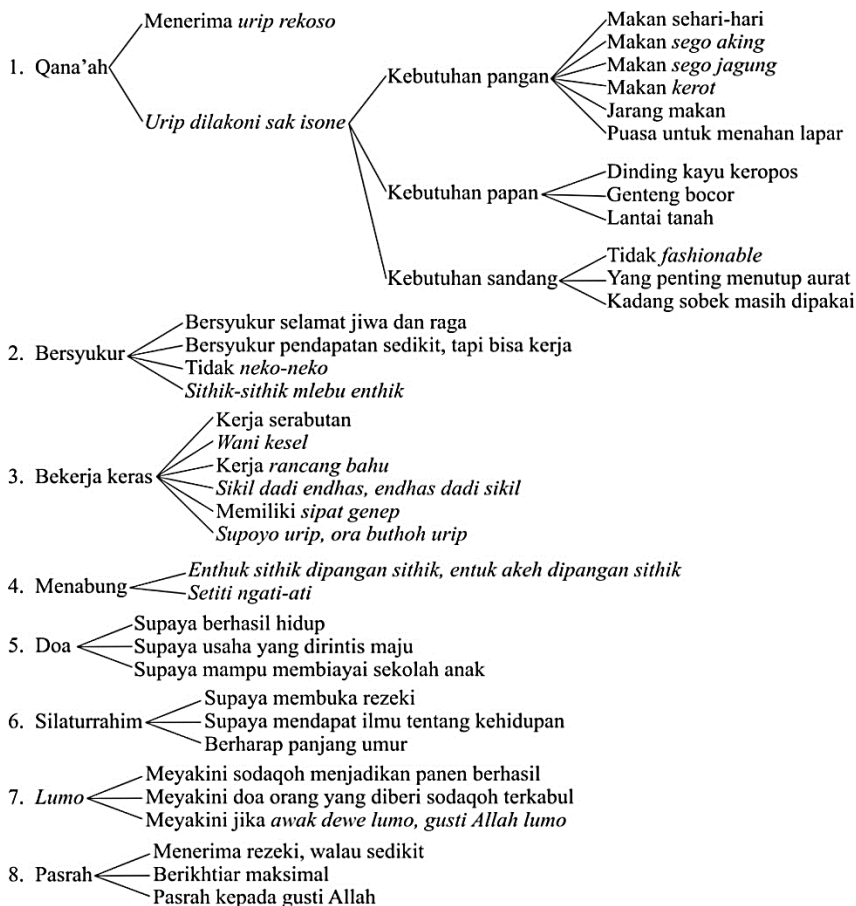 1. Qana'ah
Menerima urip rekoso
Urip dilakoni sak isone
Kebutuhan pangan
Makan sehari-hari
Makan sego aking
Makan sego jagung
Makan kerot
Jarang makan
Puasa untuk menahan lapar
Kebutuhan papan
Dinding kayu keropos
Genteng bocor
Lantai tanah
Kebutuhan sandang
Tidak fashionable
Yang penting menutup aurat
Kadang sobek masih dipakai
2. Bersyukur
Bersyukur selamat jiwa dan raga
Bersyukur pendapatan sedikit, tapi bisa kerja
Tidak neko-neko
Sithik-sithik mlebu enthik
3. Bekerja keras
Kerja serabutan
Wani kesel
Kerja rancang bahu
Sikil dadi endhas, endhas dadi sikil
Memiliki sipat genep
Supoyo urip, ora buthoh urip
4. Menabung
Enthuk sithik dipangan sithik, entuk akeh dipangan sithik
Setiti ngati-ati
5. Doa
Supaya berhasil hidup
Supaya usaha yang dirintis maju
Supaya mampu membiayai sekolah anak
6. Silaturrahim
Supaya membuka rezeki
Supaya mendapat ilmu tentang kehidupan
Berharap panjang umur
7. Lumo
Meyakini sodaqoh menjadikan panen berhasil
Meyakini doa orang yang diberi sodaqoh terkabul
Meyakini jika awak dewe lumo, gusti Allah lumo
8. Pasrah
Menerima rezeki, walau sedikit
Berikhtiar maksimal
Pasrah kepada gusti Allah